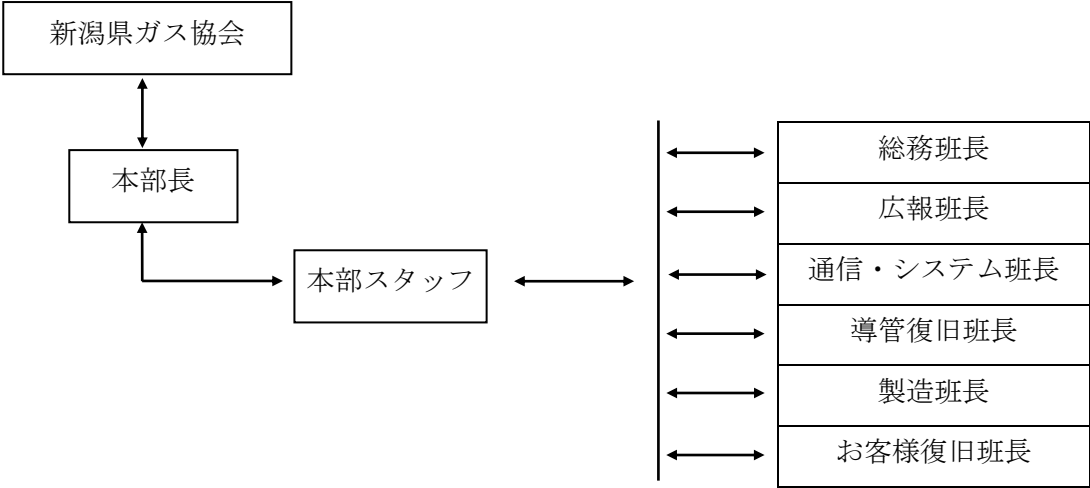 新潟県ガス協会
本部長
本部スタッフ
総務班長
広報班長
通信・システム班長
導管復旧班長
製造班長
お客様復旧班長